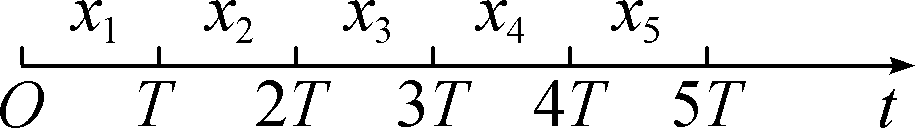 x₁ x₂ x₃ x₄ x₅
O T 2T 3T 4T 5T t